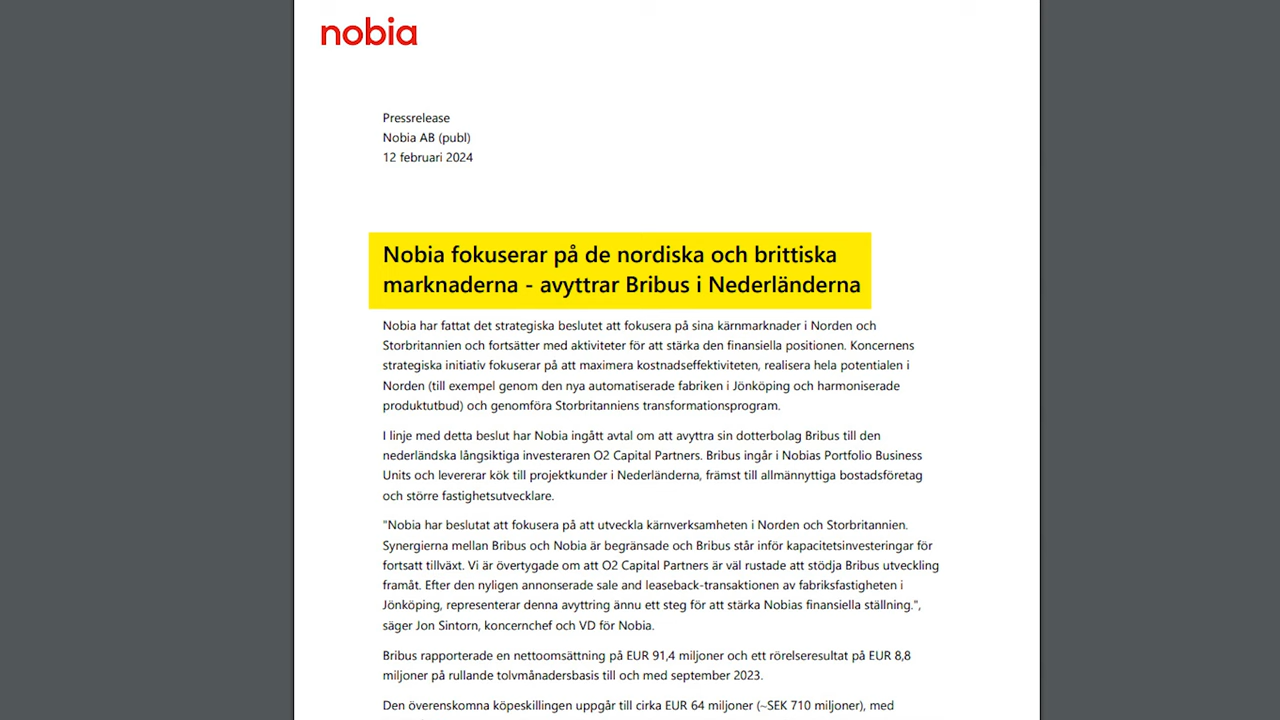 nobia
Pressrelease
Nobia AB (publ)
12 februari 2024
Nobia fokuserar på de nordiska och brittiska
marknaderna - avyttrar Bribus i Nederländerna
Nobia har fattat det strategiska beslutet att fokusera på sina kärnmarknader i Norden och
Storbritannien och fortsätter med aktiviteter för att stärka den finansiella positionen. Koncernens
strategiska initiativ fokuserar på att maximera kostnadseffektiviteten, realisera hela potentialen i
Norden (till exempel genom den nya automatiserade fabriken i Jönköping och harmoniserade
produktutbud) och genomföra Storbritanniens transformationsprogram.
I linje med detta beslut har Nobia ingått avtal om att avyttra sin dotterbolag Bribus till den
nederländska långsiktiga investeraren O2 Capital Partners. Bribus ingår i Nobias Portfolio Business
Units och levererar kök till projektkunder i Nederländerna, främst till allmännyttiga bostadsföretag
och större fastighetsutvecklare.
"Nobia har beslutat att fokusera på att utveckla kärnverksamheten i Norden och Storbritannien.
Synergierna mellan Bribus och Nobia är begränsade och Bribus står inför kapacitetsinvesteringar för
fortsatt tillväxt. Vi är övertygade om att O2 Capital Partners är väl rustade att stödja Bribus utveckling
framåt. Efter den nyligen annonserade sale and leaseback-transaktionen av fabriksfastigheten i
Jönköping, representerar denna avyttring ännu ett steg för att stärka Nobias finansiella ställning.",
säger Jon Sintorn, koncernchef och VD för Nobia.
Bribus rapporterade en nettoomsättning på EUR 91,4 miljoner och ett rörelseresultat på EUR 8,8
miljoner på rullande tolvmånadersbasis till och med september 2023.
Den överenskomna köpeskillingen uppgår till cirka EUR 64 miljoner (~SEK 710 miljoner), med